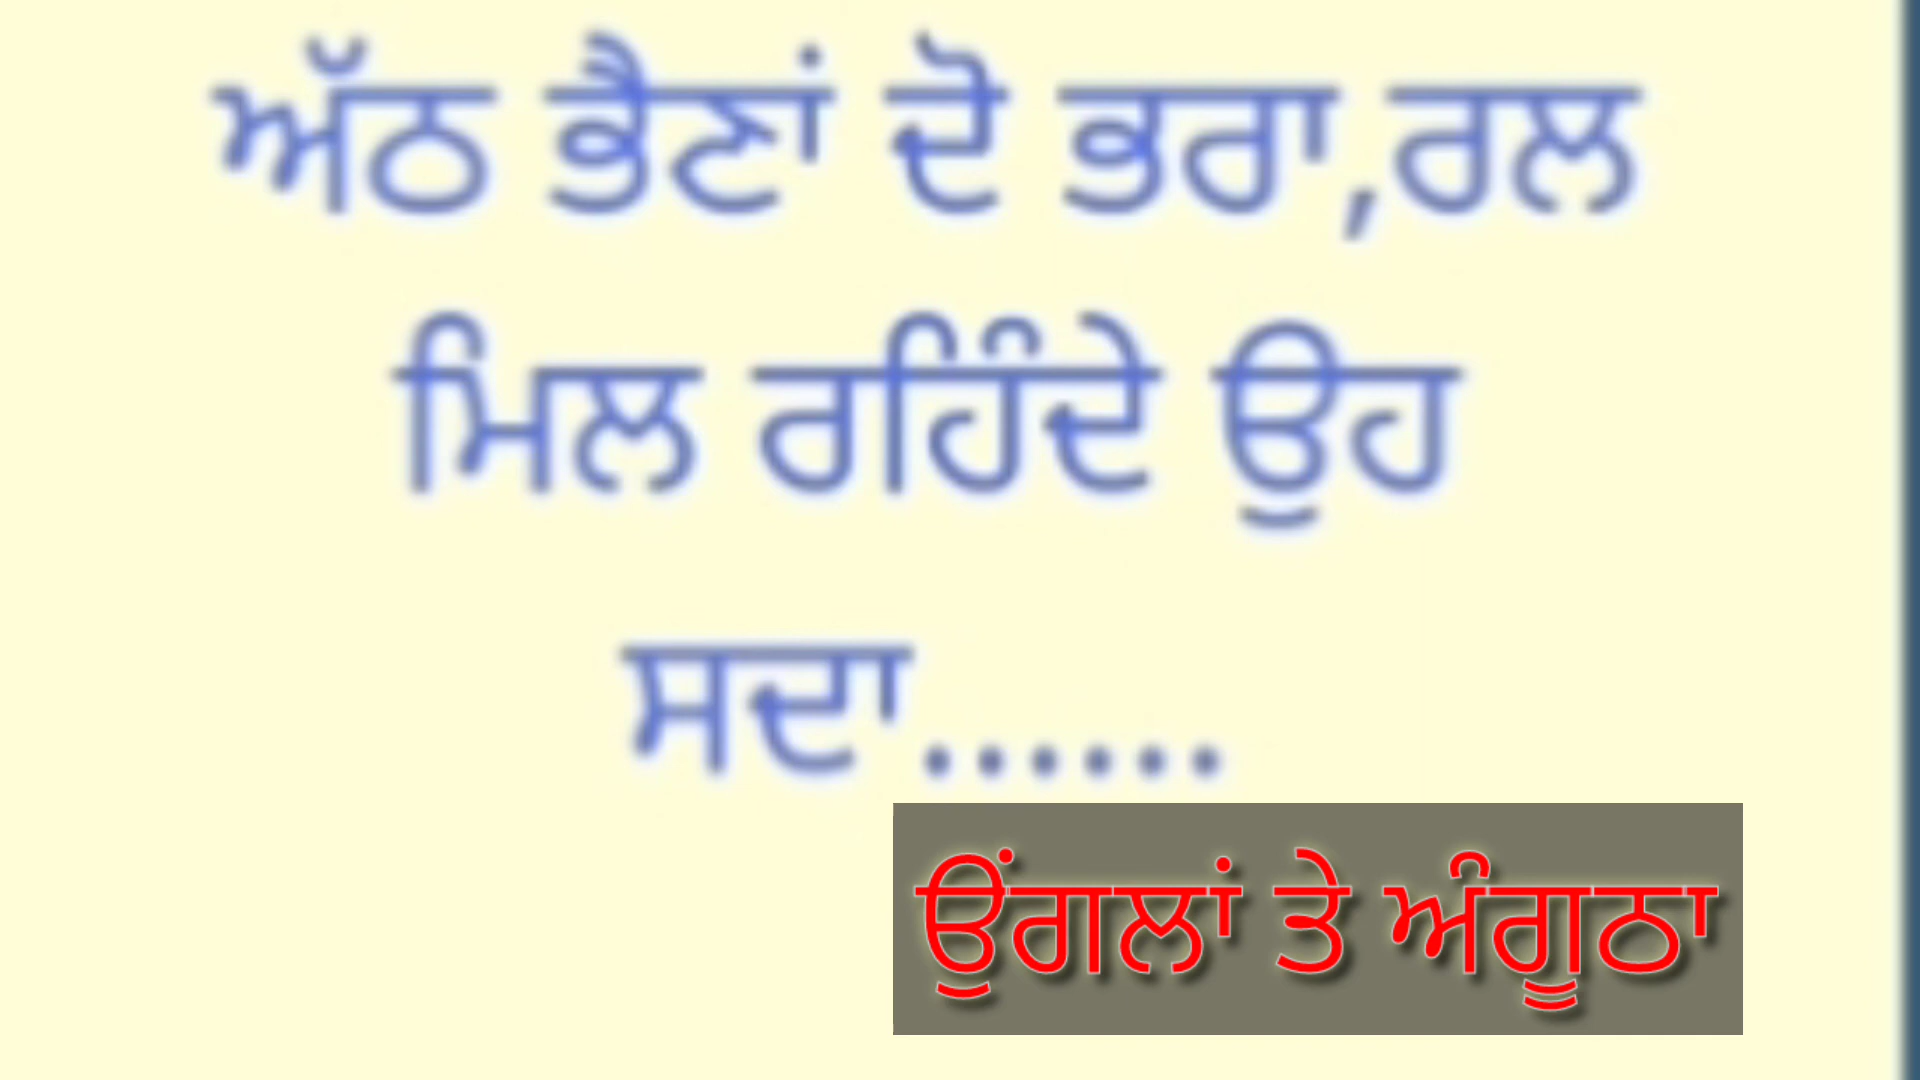 ਅੱਠ ਭੈਣਾਂ ਦੋ ਭਰਾ,ਰਲ
ਮਿਲ ਰਹਿੰਦੇ ਉਹ
ਸਦਾ......
ਉਂਗਲਾਂ ਤੇ ਅੰਗੂਠਾ